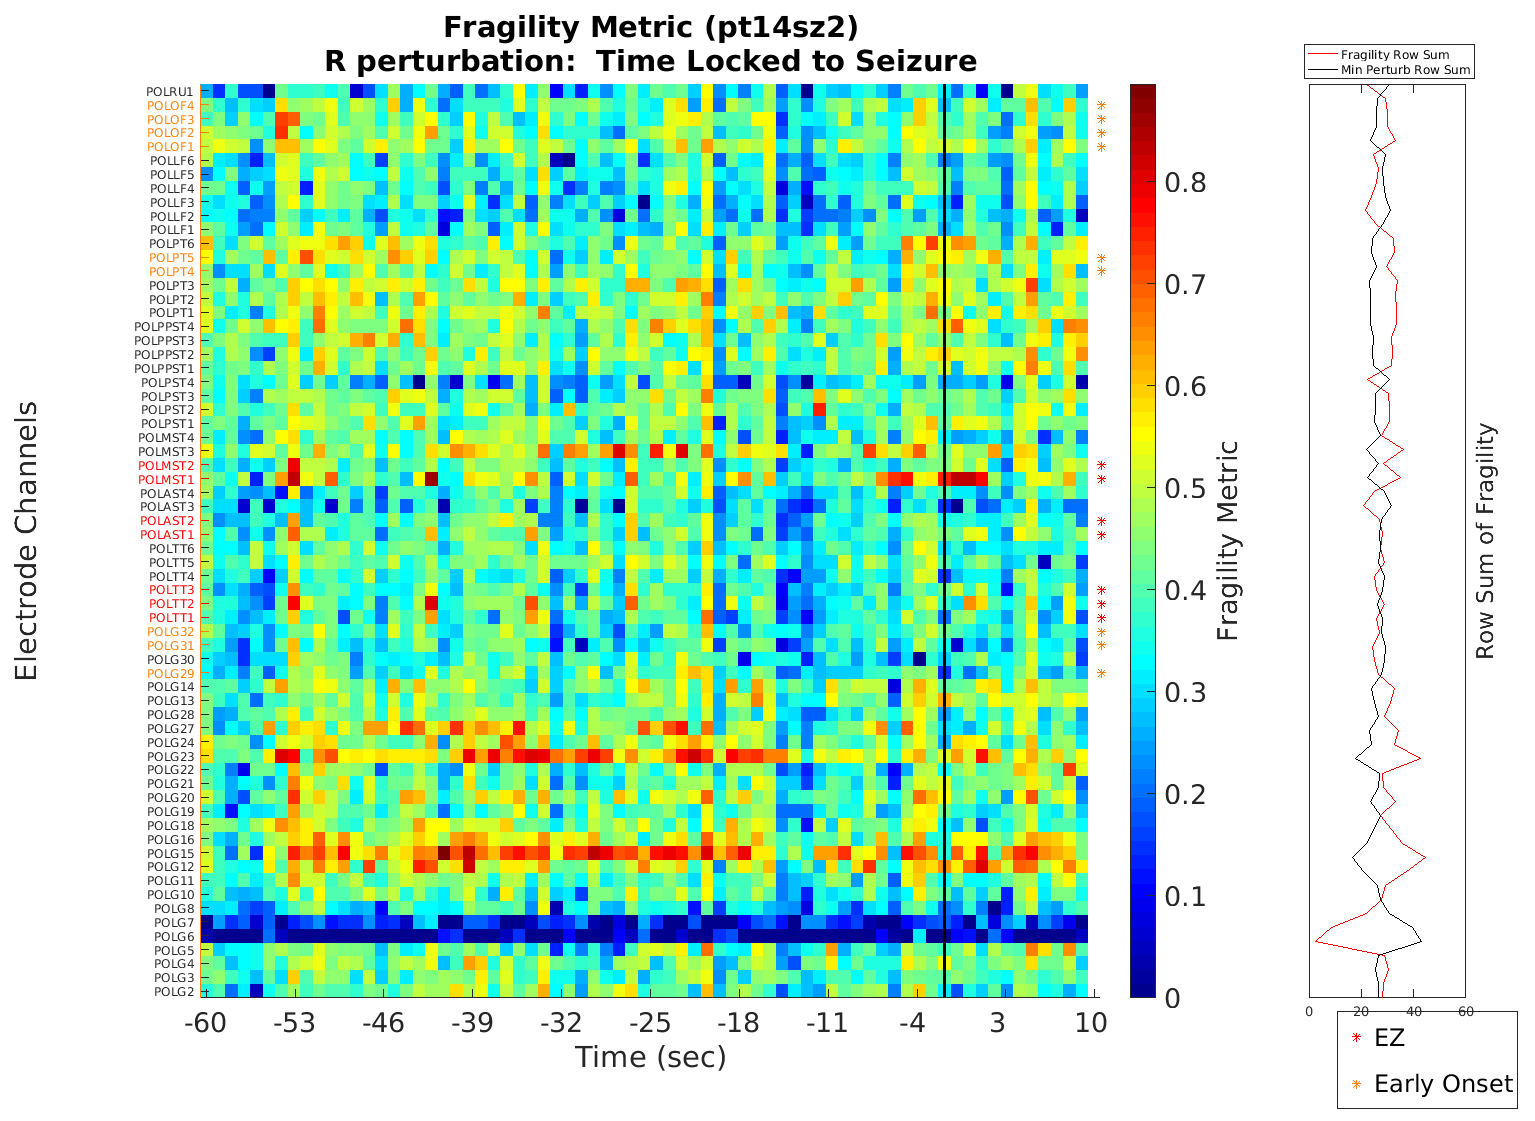 Fragility Metric (pt14sz2)
R perturbation:  Time Locked to Seizure
Fragility Row Sum
Min Perturb Row Sum
Electrode Channels
POLRU1
POLOF4
POLOF3
POLOF2
POLOF1
POLLF6
POLLF5
POLLF4
POLLF3
POLLF2
POLLF1
POLPT6
POLPT5
POLPT4
POLPT3
POLPT2
POLPT1
POLPPST4
POLPPST3
POLPPST2
POLPPST1
POLPST4
POLPST3
POLPST2
POLPST1
POLMST4
POLMST3
POLMST2
POLMST1
POLAST4
POLAST3
POLAST2
POLAST1
POLTT6
POLTT5
POLTT4
POLTT3
POLTT2
POLTT1
POLG32
POLG31
POLG30
POLG29
POLG14
POLG13
POLG28
POLG27
POLG24
POLG23
POLG22
POLG21
POLG20
POLG19
POLG18
POLG16
POLG15
POLG12
POLG11
POLG10
POLG8
POLG7
POLG6
POLG5
POLG4
POLG3
POLG2
-60 -53 -46 -39 -32 -25 -18 -11 -4 3 10
Time (sec)
0.8
0.7
0.6
0.5
0.4
0.3
0.2
0.1
0
Fragility Metric
Row Sum of Fragility
0 20 40 60
EZ
Early Onset